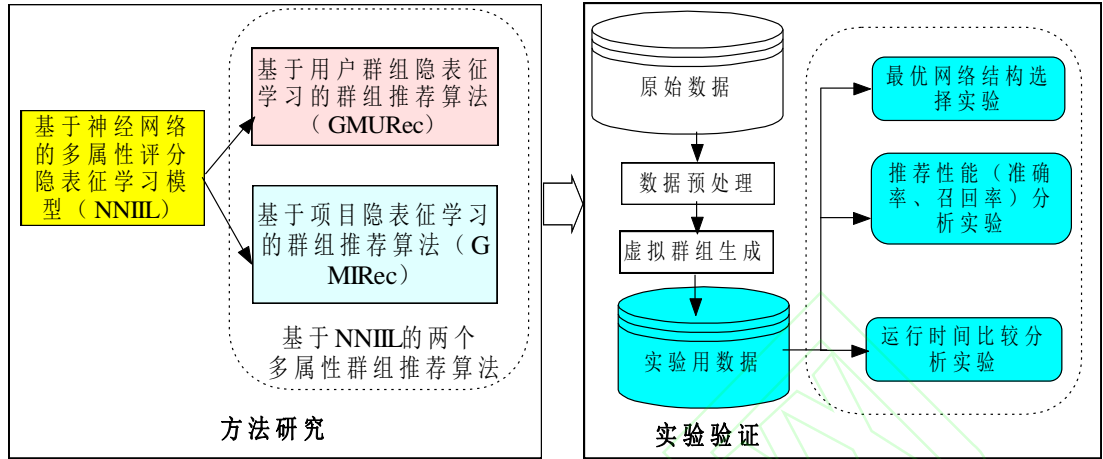 基于神经网络
的多属性评分
隐表征学习模
型（NNIIL）
基于用户群组隐表征
学习的群组推荐算法
（GMURec）
基于项目隐表征学习
的群组推荐算法（G
MIRec）
基于NNIIL的两个
多属性群组推荐算法
方法研究
原始数据
数据预处理
虚拟群组生成
实验用数据
最优网络结构选
择实验
推荐性能（准确
率、召回率）分
析实验
运行时间比较分
析实验
实验验证